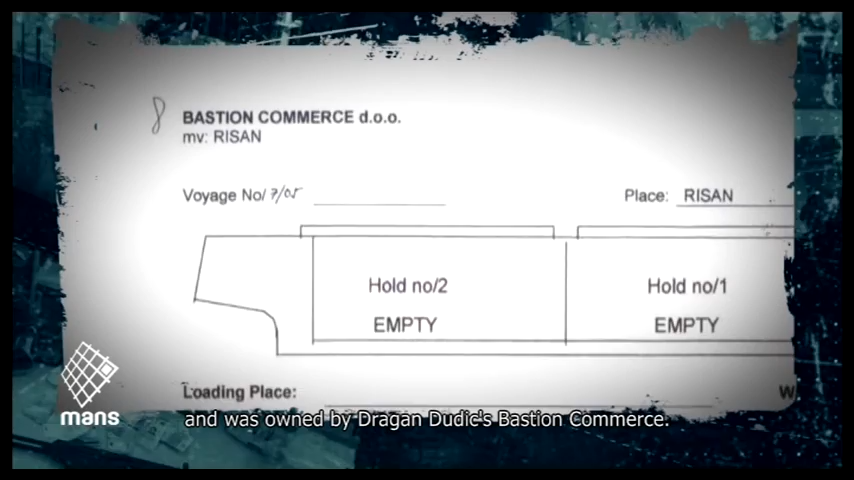 8
BASTION COMMERCE d.o.o.
mv: RISAN
Voyage No/ 7/05
Place: RISAN
Hold no/2
Hold no/1
EMPTY
EMPTY
Loading Place:
W
mans
and was owned by Dragan Dudic's Bastion Commerce.